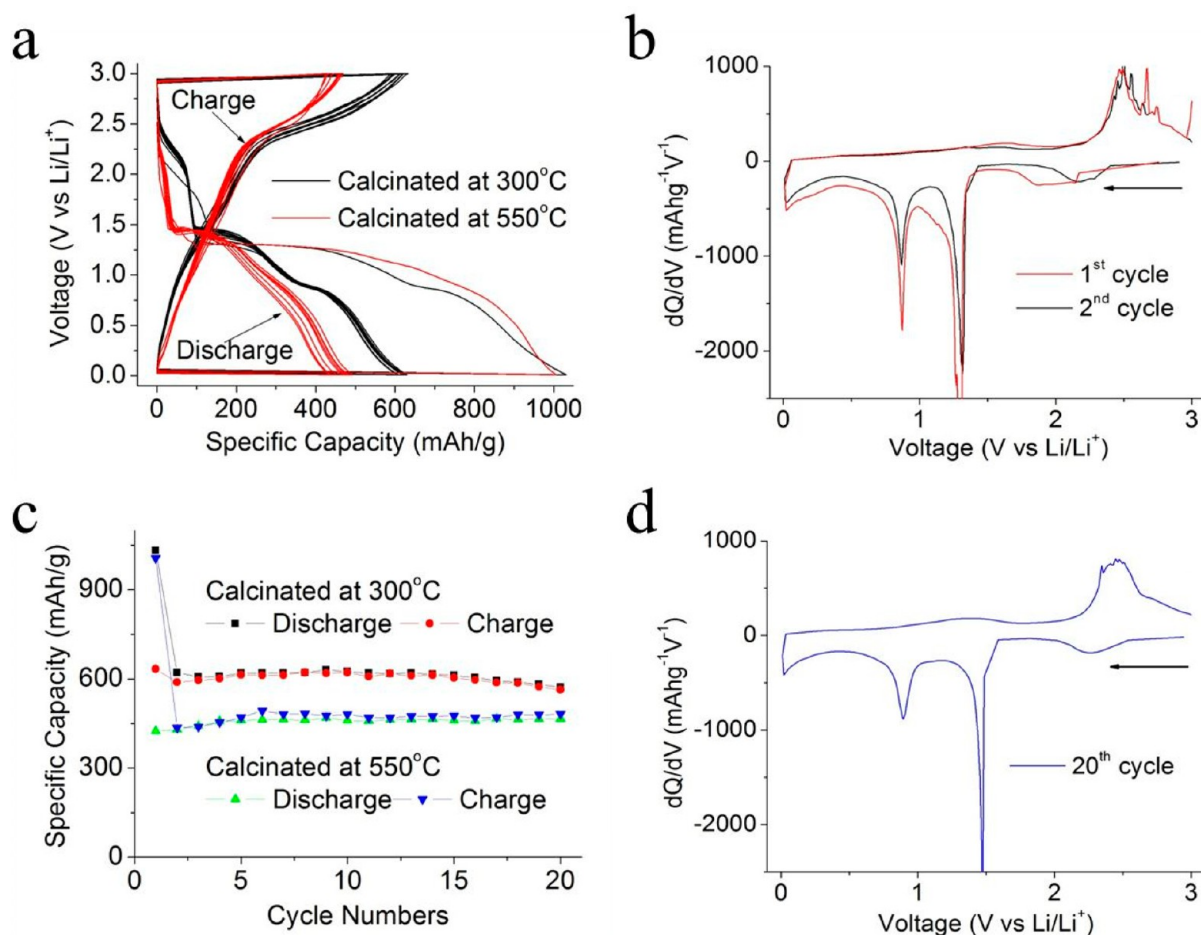 a
3.0
2.5
2.0
1.5
1.0
0.5
0.0
Voltage (V vs Li/Li⁺)
Charge
Calcinated at 300°C
Calcinated at 550°C
Discharge
0 200 400 600 800 1000
Specific Capacity (mAh/g)
b
1000
0
-1000
-2000
dQ/dV (mAhg⁻¹V⁻¹)
1st cycle
2nd cycle
0 1 2 3
Voltage (V vs Li/Li⁺)
c
900
600
300
0
Specific Capacity (mAh/g)
Calcinated at 300°C
Discharge Charge
Calcinated at 550°C
Discharge Charge
0 5 10 15 20
Cycle Numbers
d
1000
0
-1000
-2000
dQ/dV (mAhg⁻¹V⁻¹)
20th cycle
0 1 2 3
Voltage (V vs Li/Li⁺)